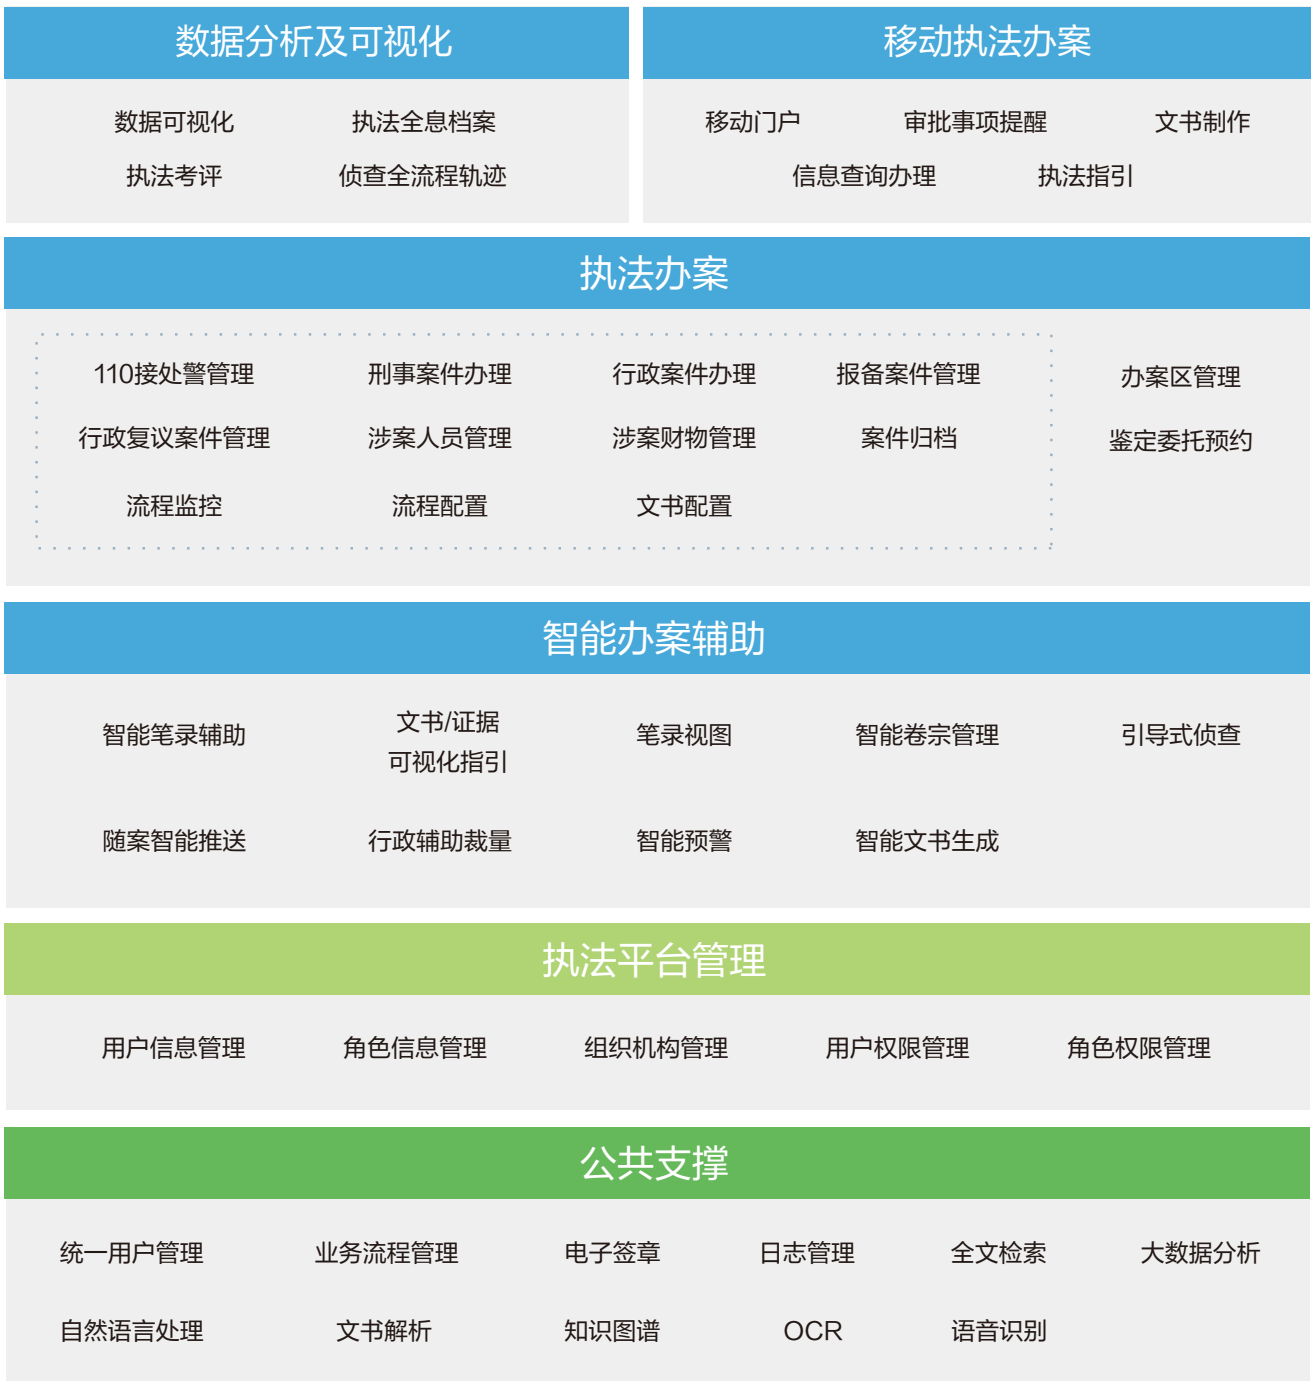 数据分析及可视化
数据可视化 执法全息档案
执法考评 侦查全流程轨迹
移动执法办案
移动门户 审批事项提醒 文书制作
信息查询办理 执法指引
执法办案
110接处警管理 刑事案件办理 行政案件办理 报备案件管理 办案区管理
行政复议案件管理 涉案人员管理 涉案财物管理 案件归档 鉴定委托预约
流程监控 流程配置 文书配置
智能办案辅助
智能笔录辅助 文书/证据 笔录视图 智能卷宗管理 引导式侦查
可视化指引
随案智能推送 行政辅助裁量 智能预警 智能文书生成
执法平台管理
用户信息管理 角色信息管理 组织机构管理 用户权限管理 角色权限管理
公共支撑
统一用户管理 业务流程管理 电子签章 日志管理 全文检索 大数据分析
自然语言处理 文书解析 知识图谱 OCR 语音识别